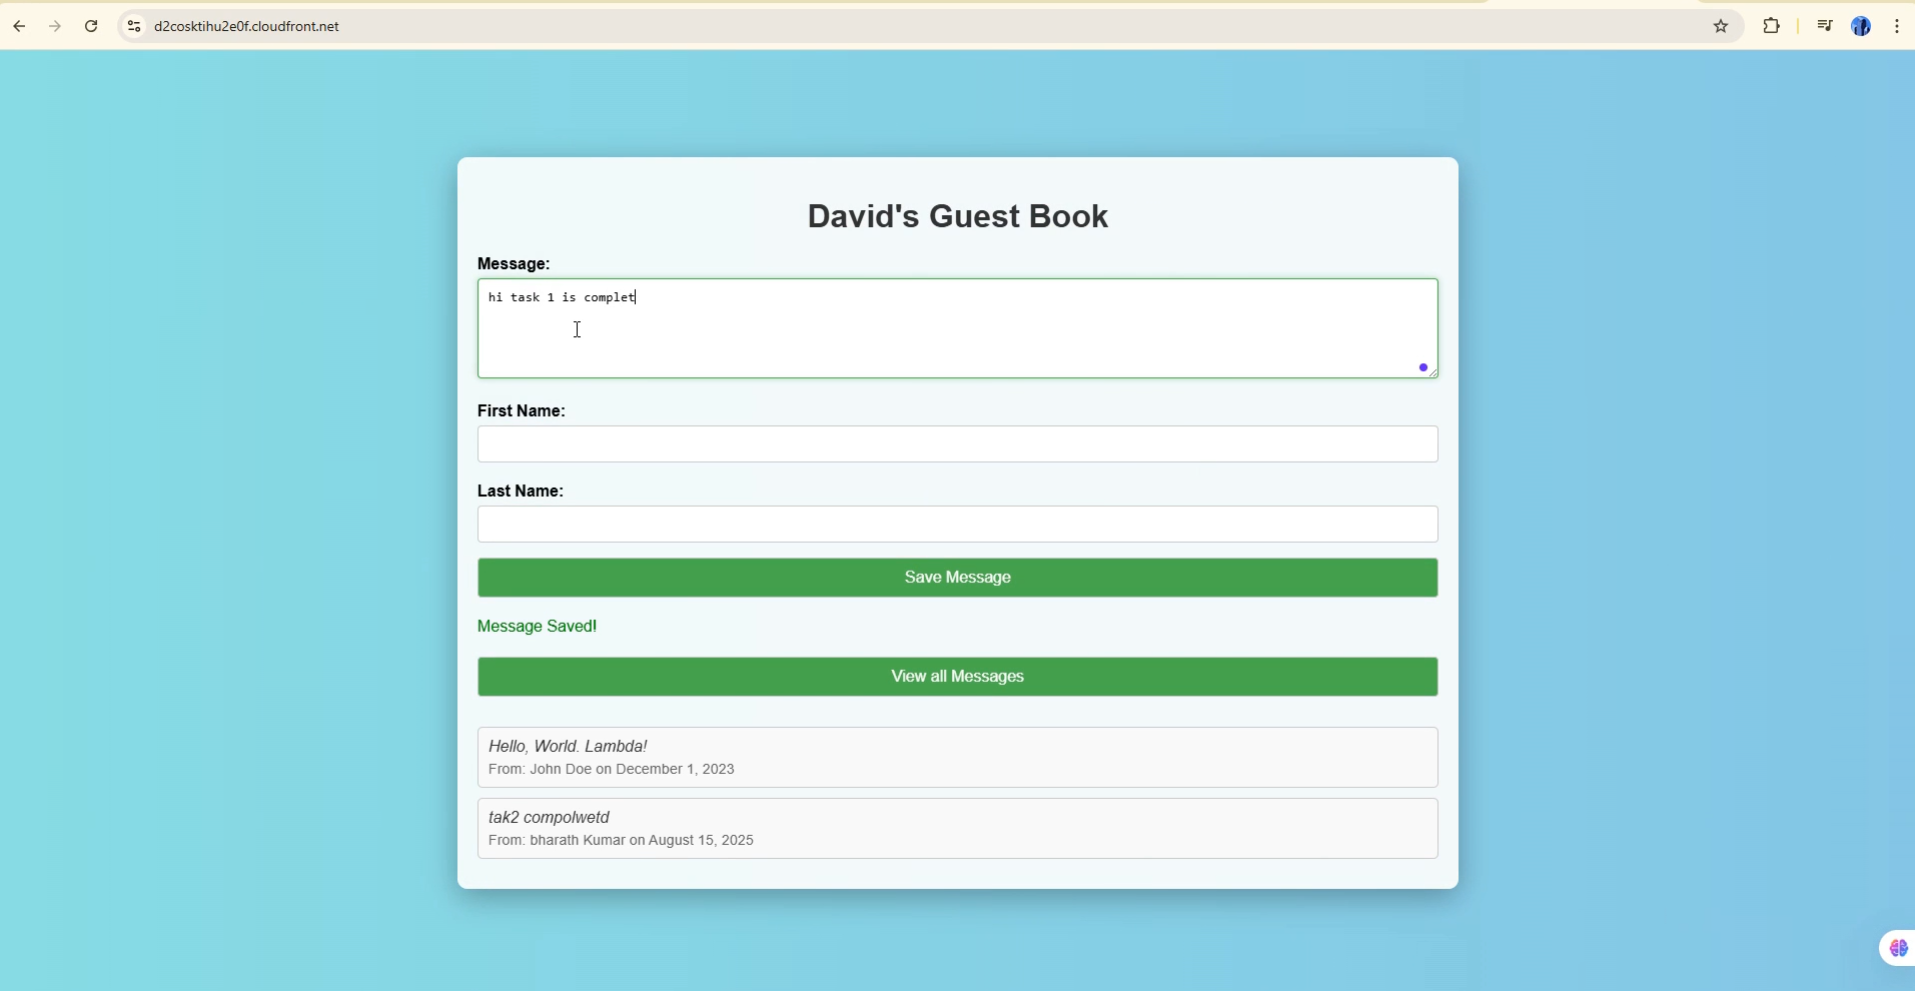 d2cosktihu2e0f.cloudfront.net
David's Guest Book
Message:
hi task 1 is complet
First Name:
Last Name:
Save Message
Message Saved!
View all Messages
Hello, World. Lambda!
From: John Doe on December 1, 2023
tak2 compolwetd
From: bharath Kumar on August 15, 2025